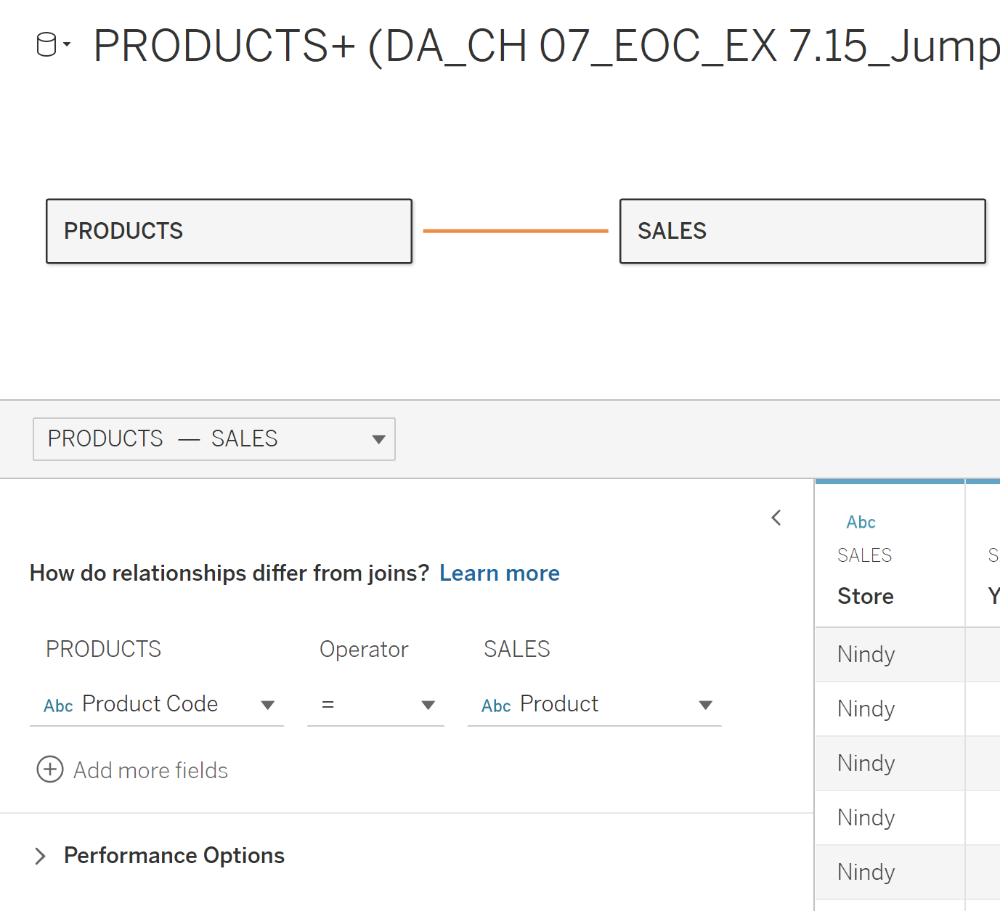 PRODUCTS+ (DA_CH 07_EOC_EX 7.15_Jump
PRODUCTS
SALES
PRODUCTS — SALES
Abc
SALES
S
Store
Y
How do relationships differ from joins? Learn more
PRODUCTS Operator SALES
Abc Product Code = Abc Product
Add more fields
Performance Options
Nindy
Nindy
Nindy
Nindy
Nindy